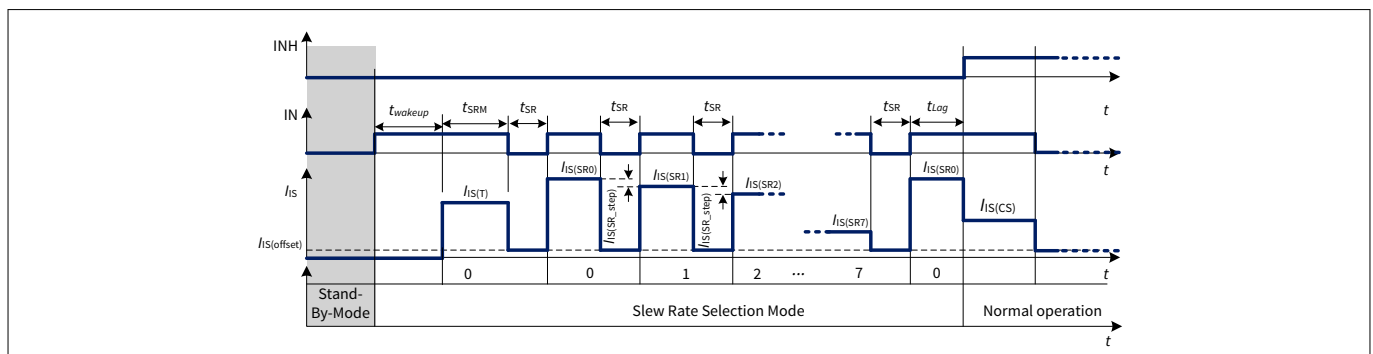 INH
t
IN
twakeup
tSRM
tSR
tSR
tSR
tSR
tLag
t
IIS
IIS(T)
IIS(SR0)
IIS(SR_step)
IIS(SR1)
IIS(SR_step)
IIS(SR2)
IIS(SR7)
IIS(SR0)
IIS(CS)
IIS(offset)
0 0 1 2 ... 7 0 t
Stand-
By-Mode
Slew Rate Selection Mode
Normal operation
t